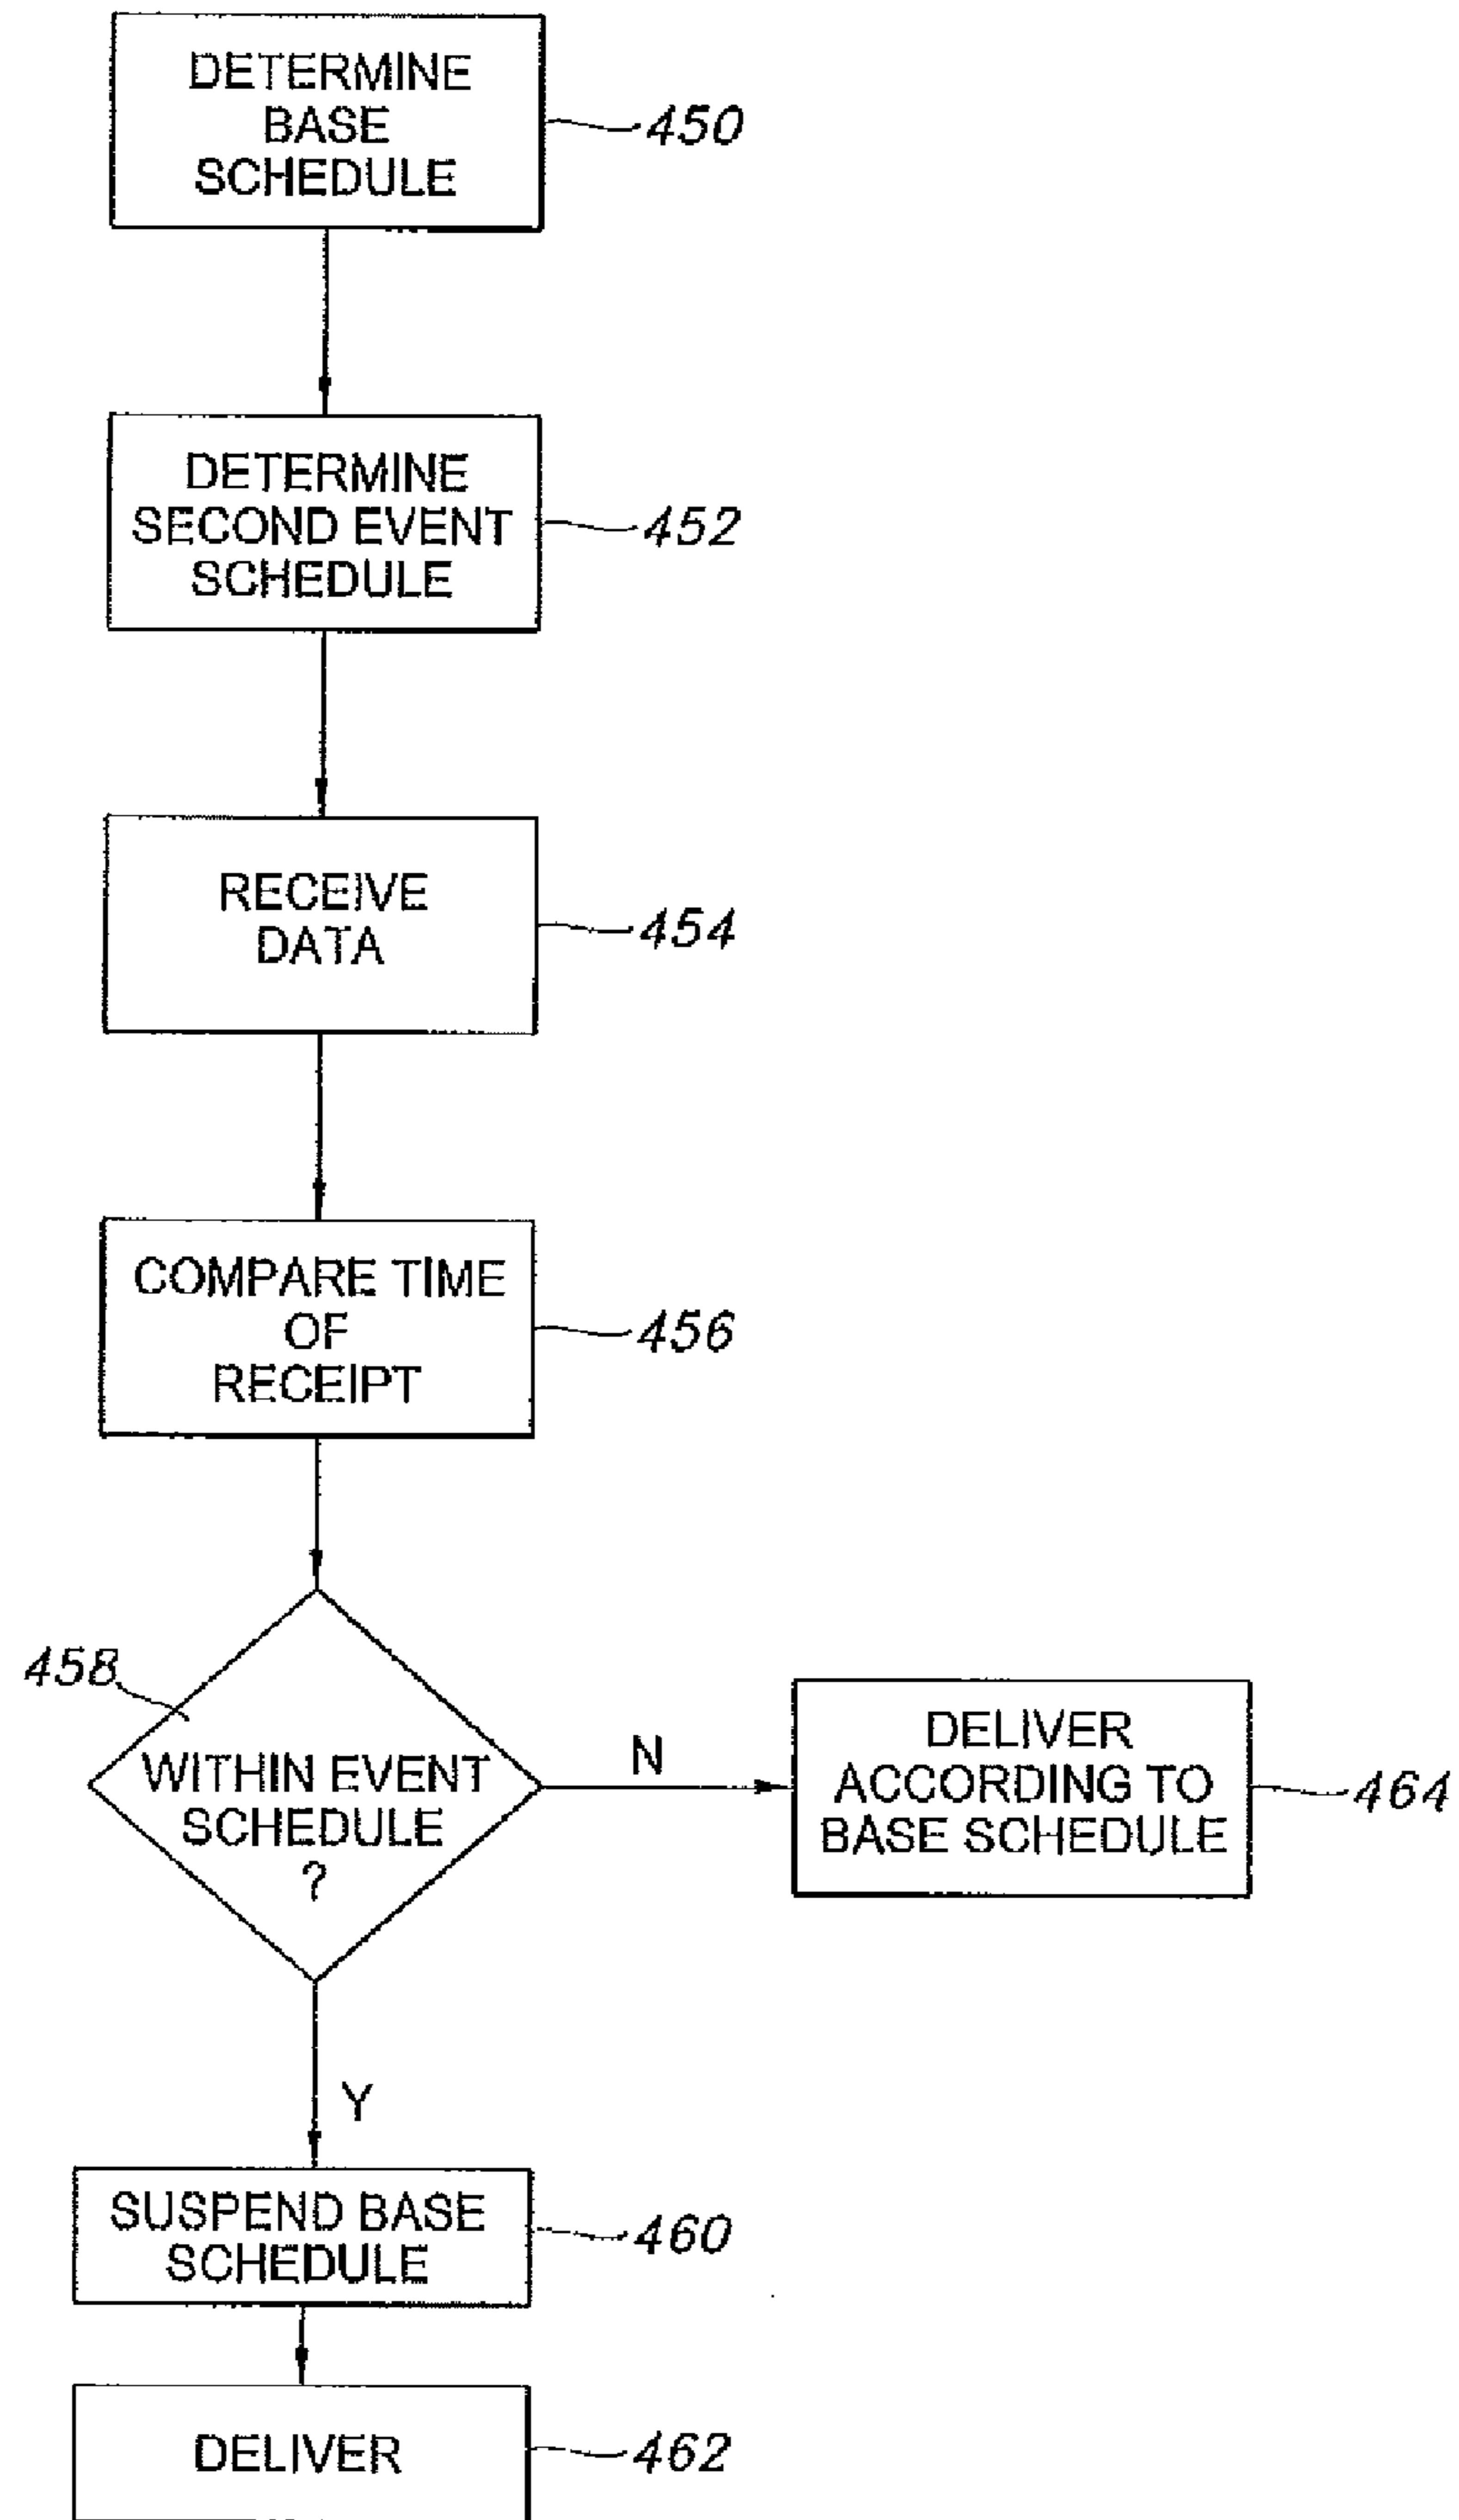 DETERMINE
BASE
SCHEDULE
450
DETERMINE
SECOND EVENT
SCHEDULE
452
RECEIVE
DATA
454
COMPARE TIME
OF
RECEIPT
456
458
WITHIN EVENT
SCHEDULE
?
N
DELIVER
ACCORDING TO
BASE SCHEDULE
464
Y
SUSPEND BASE
SCHEDULE
460
DELIVER
462